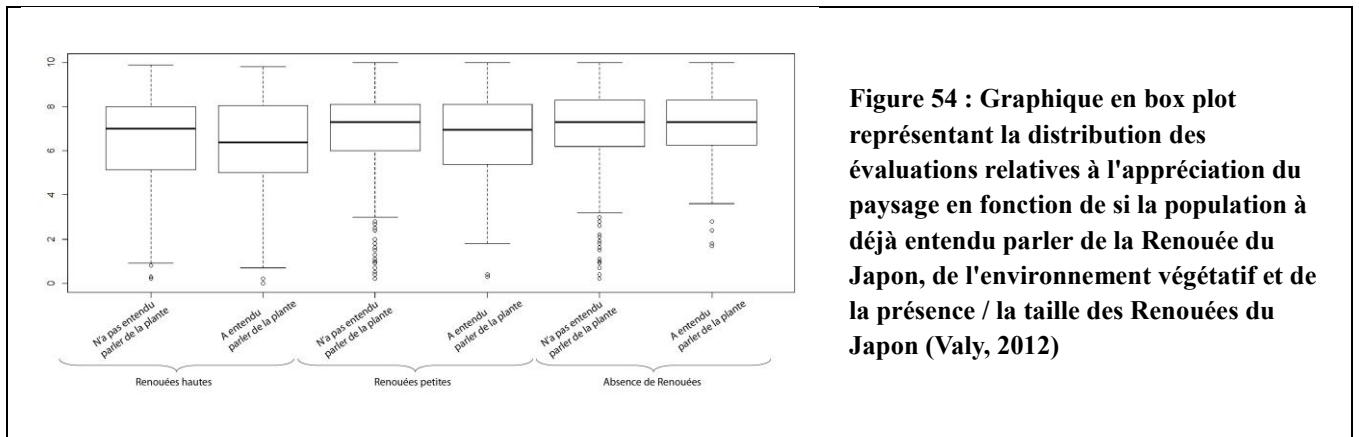 10
8
6
4
2
0
N'a pas entendu
parler de la plante
A entendu
parler de la plante
N'a pas entendu
parler de la plante
A entendu
parler de la plante
N'a pas entendu
parler de la plante
A entendu
parler de la plante
Renouées hautes
Renouées petites
Absence de Renouées
Figure 54 : Graphique en box plot
représentant la distribution des
évaluations relatives à l'appréciation du
paysage en fonction de si la population à
déjà entendu parler de la Renouée du
Japon, de l'environnement végétatif et de
la présence / la taille des Renouées du
Japon (Valy, 2012)